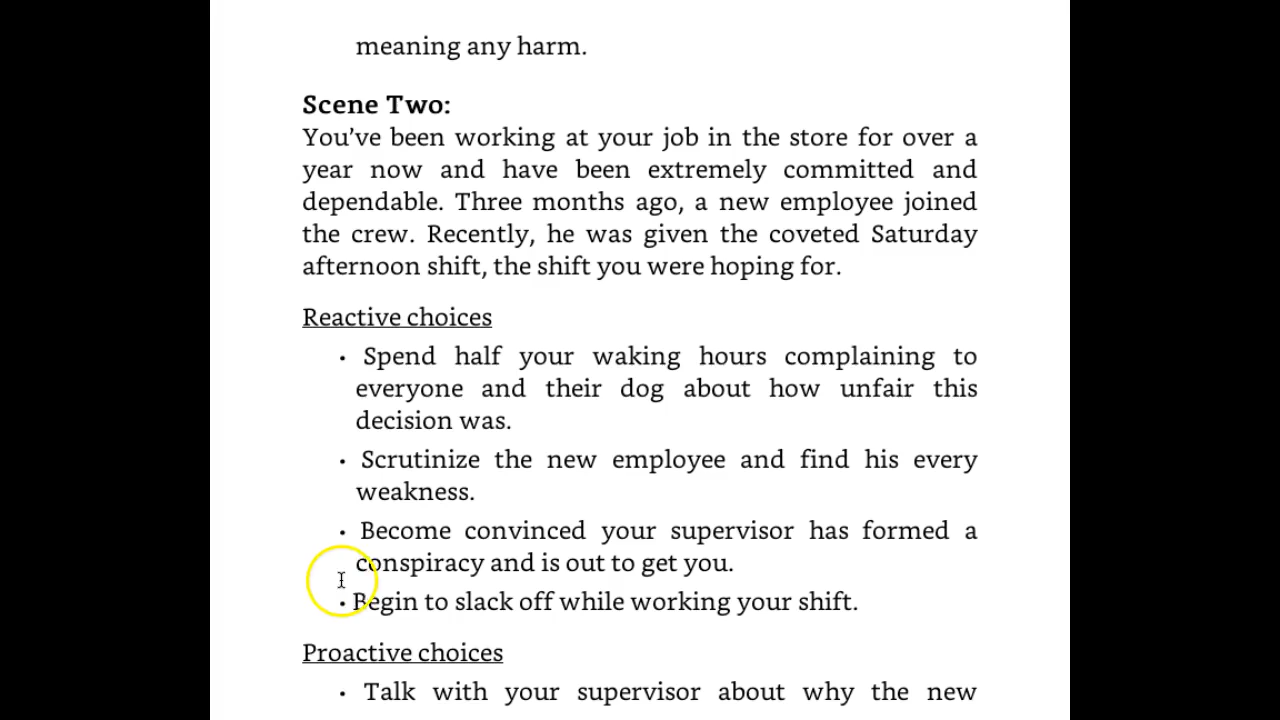 meaning any harm.
Scene Two:
You’ve been working at your job in the store for over a
year now and have been extremely committed and
dependable. Three months ago, a new employee joined
the crew. Recently, he was given the coveted Saturday
afternoon shift, the shift you were hoping for.
Reactive choices
• Spend half your waking hours complaining to
everyone and their dog about how unfair this
decision was.
• Scrutinize the new employee and find his every
weakness.
• Become convinced your supervisor has formed a
conspiracy and is out to get you.
• Begin to slack off while working your shift.
Proactive choices
• Talk with your supervisor about why the new